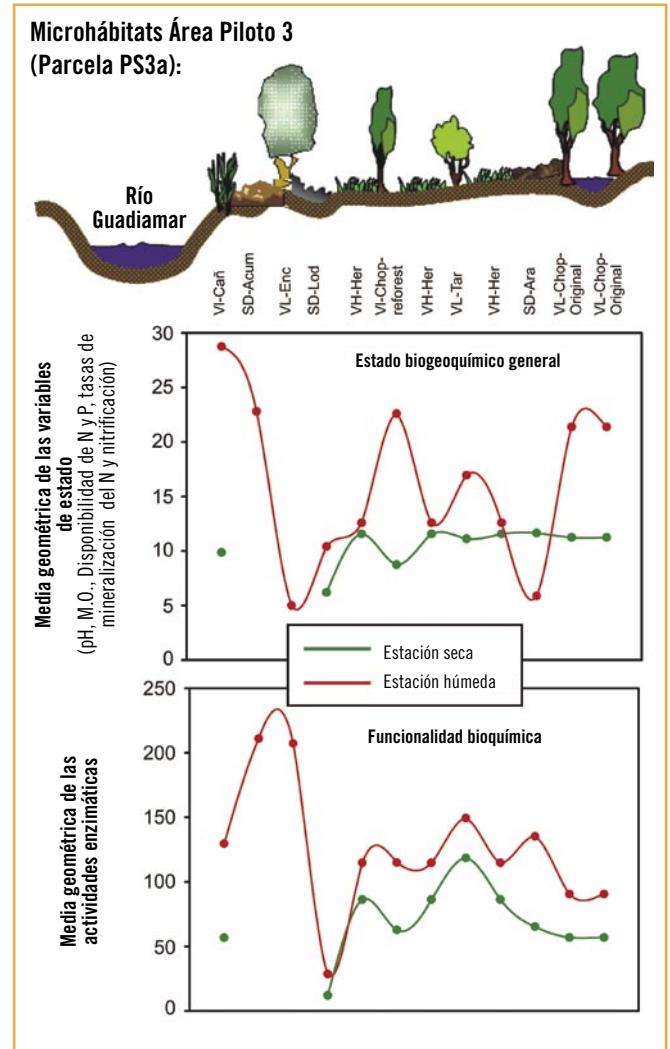 Microhábitats Área Piloto 3
(Parcela PS3a):
Río
Guadiamar
VI-Cañ
SD-Acum
VL-Enc
SD-Lod
VH-Her
VI-Chop-
reforest
VH-Her
VL-Tar
VH-Her
SD-Ara
VL-Chop-
Original
VL-Chop-
Original
Estado biogeoquímico general
Media geométrica de las variables
de estado
(pH, M.O., Disponibilidad de N y P, tasas de
mineralización del N y nitrificación)
30
25
20
15
10
5
0
Estación seca
Estación húmeda
Funcionalidad bioquímica
Media geométrica de las
actividades enzimáticas
250
200
150
100
50
0